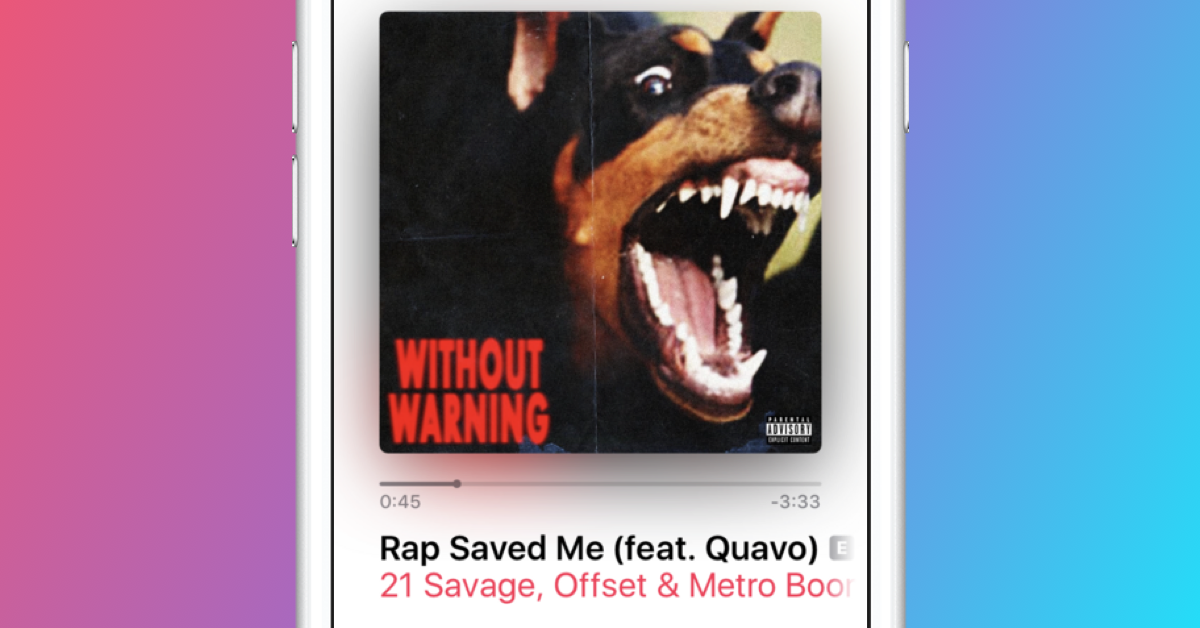 WITHOUT
WARNING
PARENTAL
ADVISORY
EXPLICIT CONTENT
0:45 -3:33
Rap Saved Me (feat. Quavo) E
21 Savage, Offset & Metro Boo